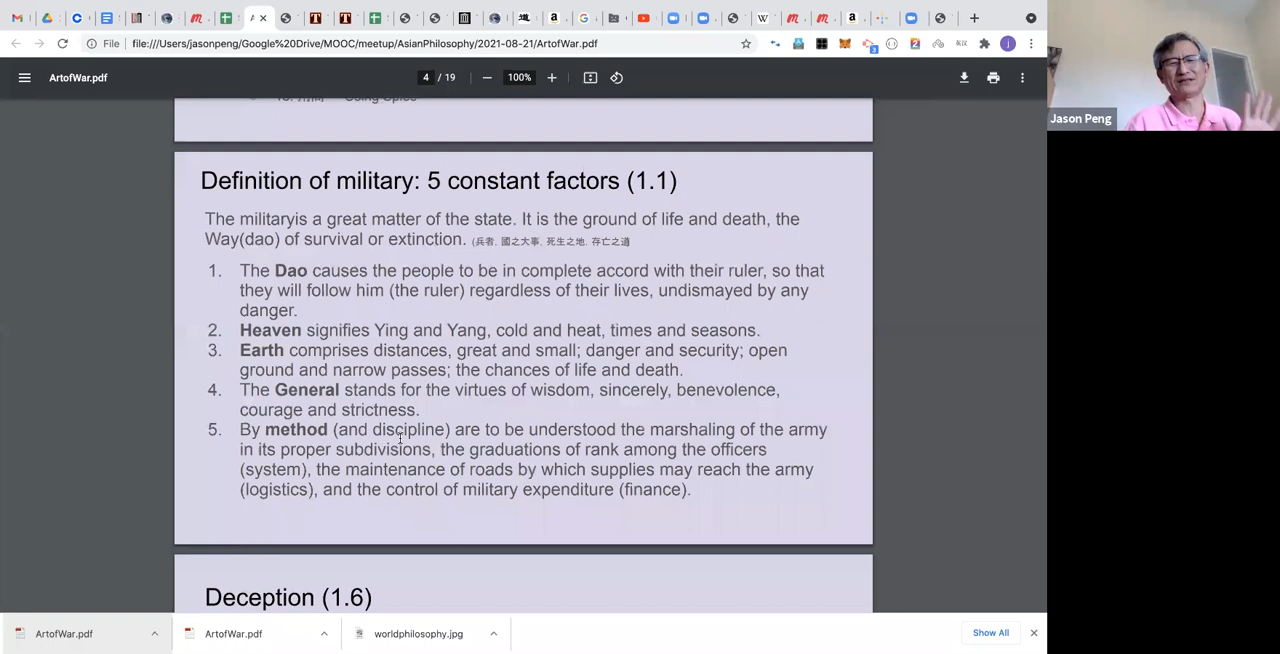 File
file:///Users/jasonpeng/Google%20Drive/MOOC/meetup/AsianPhilosophy/2021-08-21/ArtofWar.pdf
ArtofWar.pdf
4 / 19
100%
Jason Peng
Definition of military: 5 constant factors (1.1)
The militaryis a great matter of the state. It is the ground of life and death, the
Way(dao) of survival or extinction. (兵者, 國之大事, 死生之地, 存亡之道
1. The Dao causes the people to be in complete accord with their ruler, so that
they will follow him (the ruler) regardless of their lives, undismayed by any
danger.
2. Heaven signifies Ying and Yang, cold and heat, times and seasons.
3. Earth comprises distances, great and small; danger and security; open
ground and narrow passes; the chances of life and death.
4. The General stands for the virtues of wisdom, sincerely, benevolence,
courage and strictness.
5. By method (and discipline) are to be understood the marshaling of the army
in its proper subdivisions, the graduations of rank among the officers
(system), the maintenance of roads by which supplies may reach the army
(logistics), and the control of military expenditure (finance).
Deception (1.6)
ArtofWar.pdf
ArtofWar.pdf
worldphilosophy.jpg
Show All